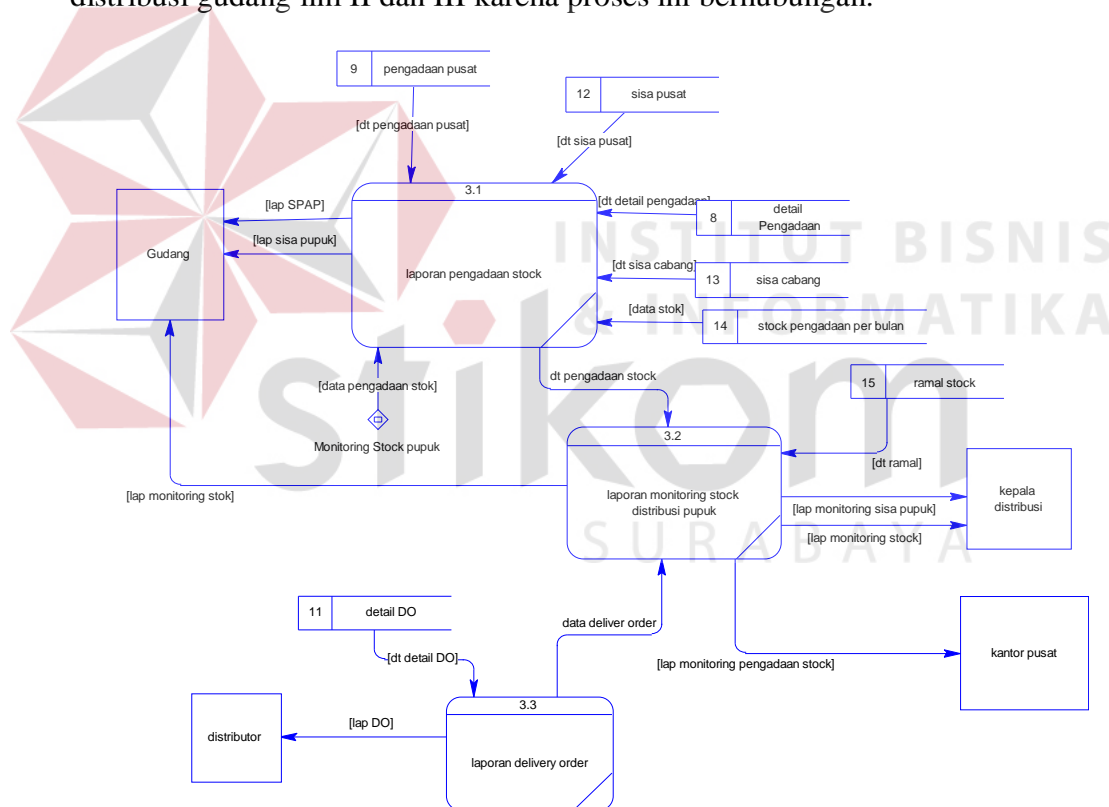 distribusi gudang lini II dan III karena proses ini berhubungan.
9 pengadaan pusat
12 sisa pusat
[dt pengadaan pusat]
[dt sisa pusat]
3.1
[lap SPAP]
[dt detail pengadaan]
8 detail
Pengadaan
[lap sisa pupuk]
Gudang
laporan pengadaan stock
INSTITUT BISNIS
& INFORMATIKA
[dt sisa cabang]
13 sisa cabang
[data stok]
14 stock pengadaan per bulan
stikom
SURABAYA
[data pengadaan stok]
dt pengadaan stock
15 ramal stock
Monitoring Stock pupuk
3.2
[dt ramal]
[lap monitoring stok]
laporan monitoring stock
distribusi pupuk
kepala
distribusi
[lap monitoring sisa pupuk]
[lap monitoring stock]
11 detail DO
data deliver order
[dt detail DO]
[lap monitoring pengadaan stock]
kantor pusat
3.3
[lap DO]
distributor
laporan delivery order